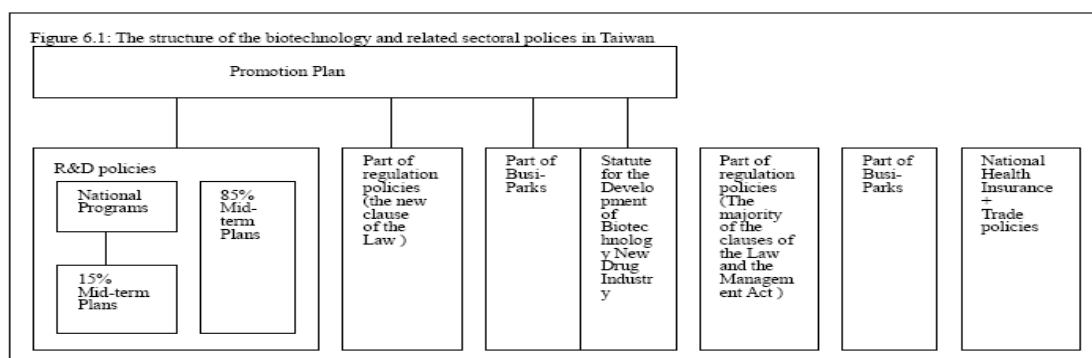 Figure 6.1: The structure of the biotechnology and related sectoral polices in Taiwan
Promotion Plan
R&D policies
National
Programs
15%
Mid-term
Plans
85%
Mid-
term
Plans
Part of
regulation
policies
(the new
clause
of the
Law )
Part of
Busi-
Parks
Statute
for the
Develo
pment
of
Biotec
hnolog
y New
Drug
Industr
y
Part of
regulation
policies
(The
majority
of the
clauses of
the Law
and the
Managem
ent Act )
Part of
Busi-
Parks
National
Health
Insurance
+
Trade
policies